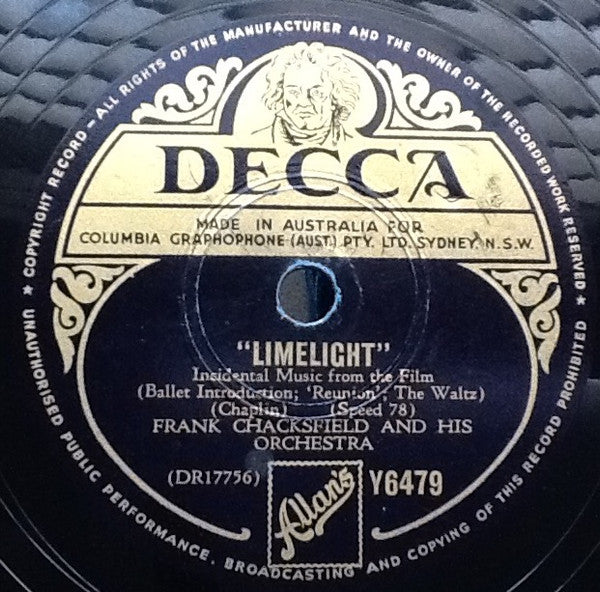 * COPYRIGHT RECORD – ALL RIGHTS OF THE MANUFACTURER AND THE OWNER OF THE RECORDED WORK RESERVED *
DECCA
MADE IN AUSTRALIA FOR
COLUMBIA GRAPHOPHONE (AUST.) PTY. LTD. SYDNEY. N.S.W.
"LIMELIGHT"
Incidental Music from the Film
(Ballet Introduction; 'Reunion'; The Waltz)
(Chaplin) (Speed 78)
FRANK CHACKSFIELD AND HIS
ORCHESTRA
(DR17756) Allan's Y6479
UNAUTHORISED PUBLIC PERFORMANCE, BROADCASTING AND COPYING OF THIS RECORD PROHIBITED